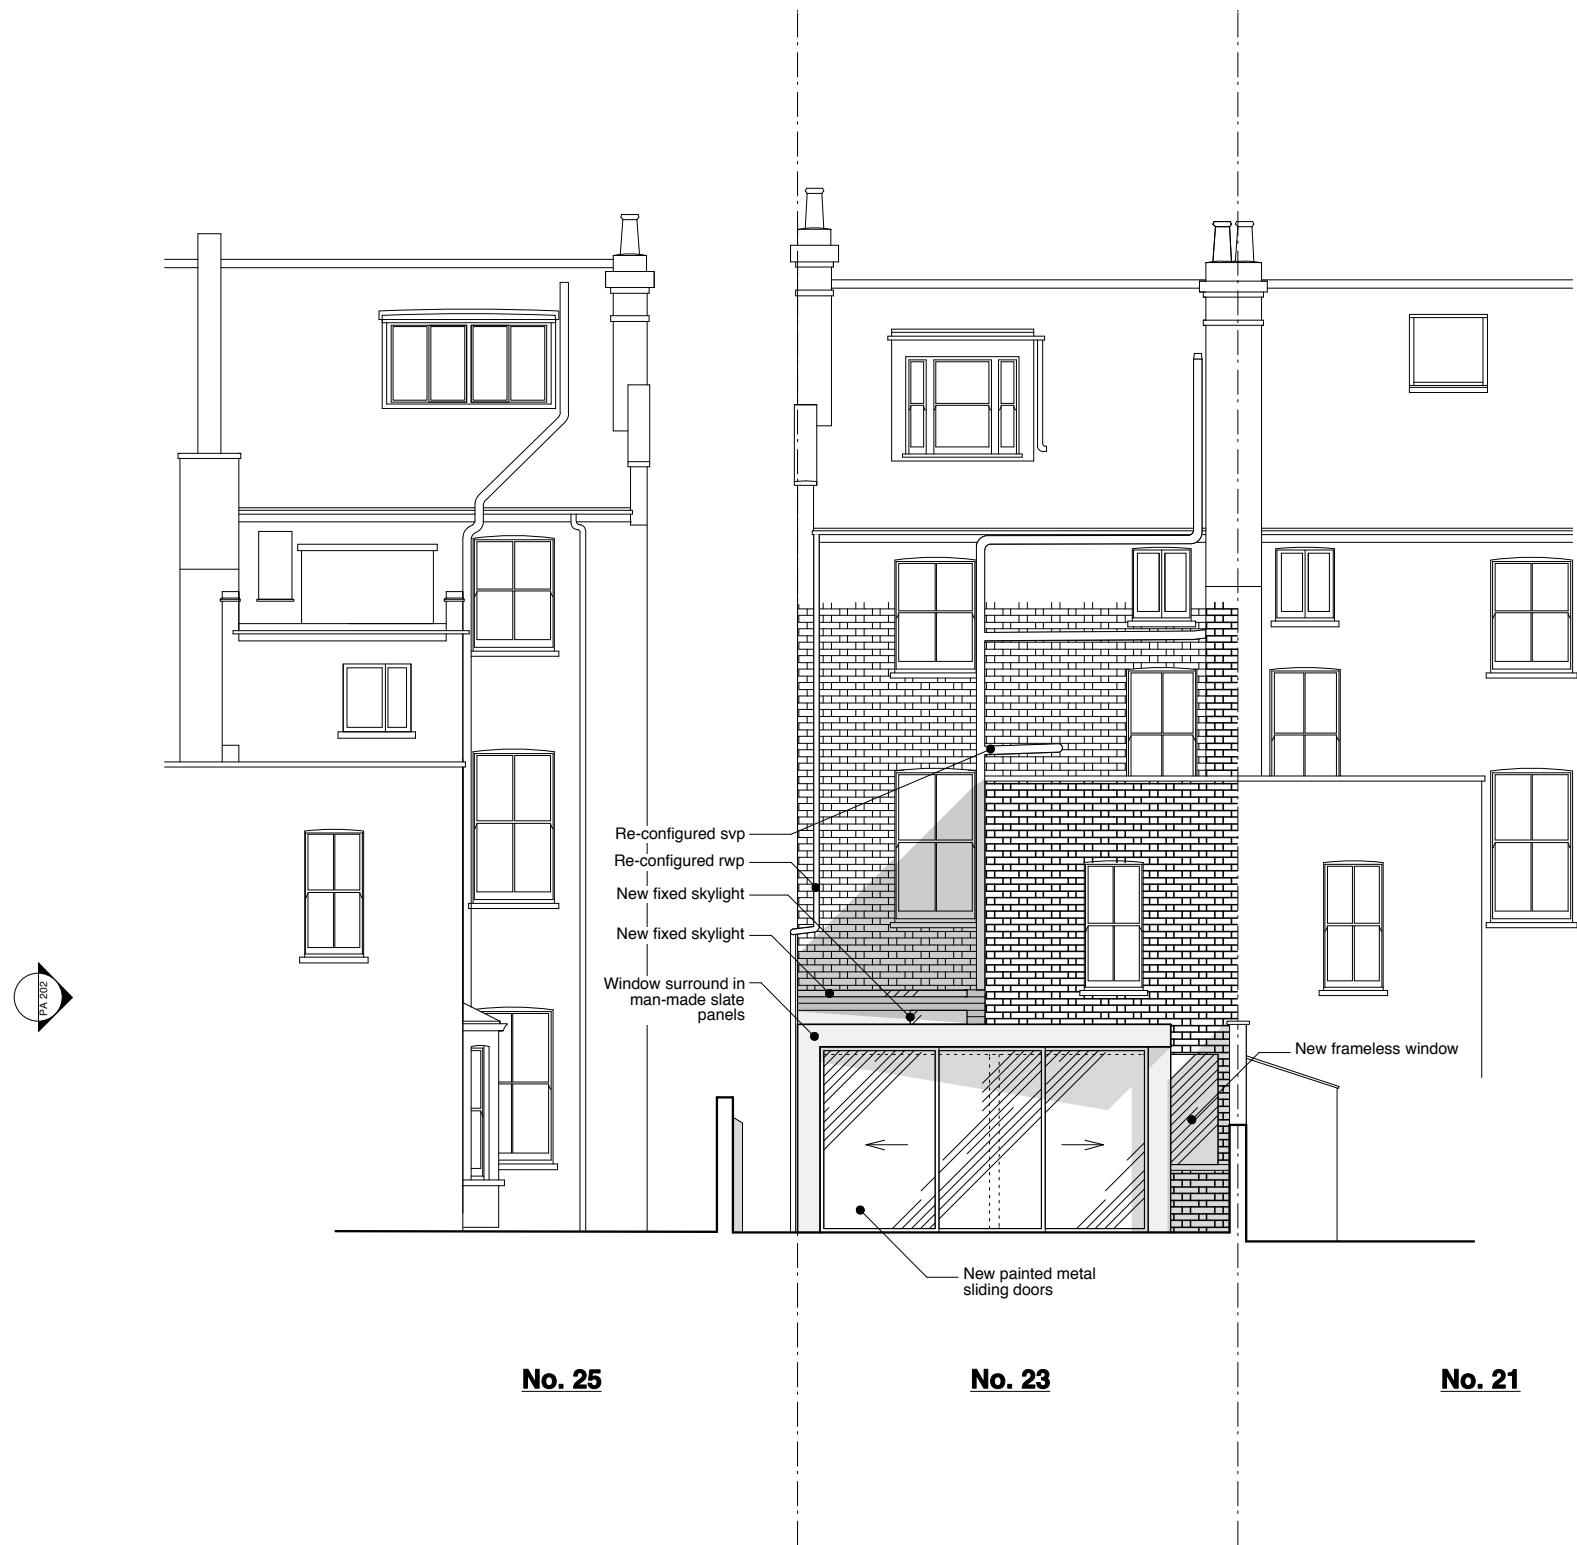 Re-configured svp
Re-configured rwp
New fixed skylight
New fixed skylight
Window surround in
man-made slate
panels
PA 202
New frameless window
New painted metal
sliding doors
No. 25
No. 23
No. 21